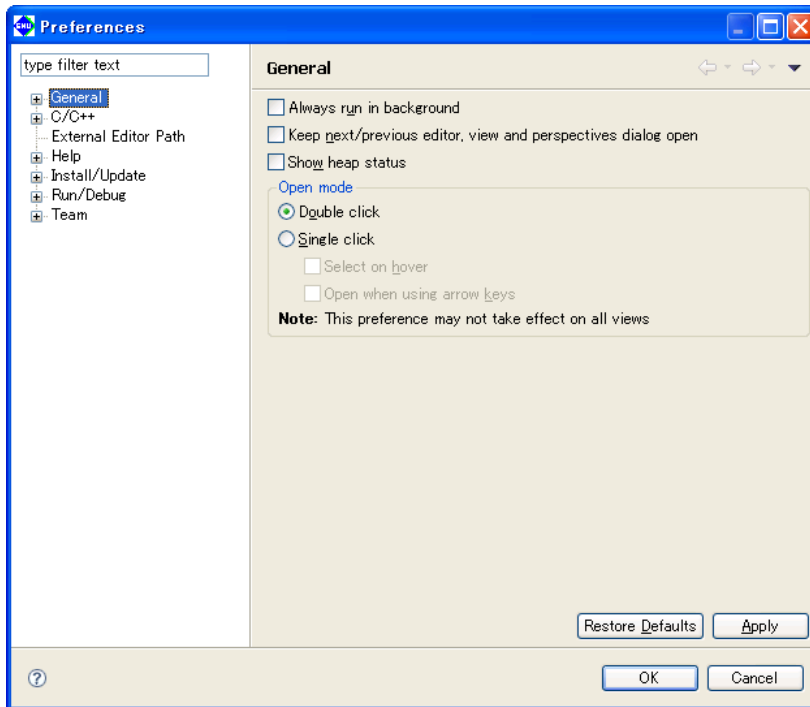 Preferences
type filter text
General
C/C++
External Editor Path
Help
Install/Update
Run/Debug
Team
General
Always run in background
Keep next/previous editor, view and perspectives dialog open
Show heap status
Open mode
Double click
Single click
Select on hover
Open when using arrow keys
Note: This preference may not take effect on all views
Restore Defaults
Apply
OK
Cancel